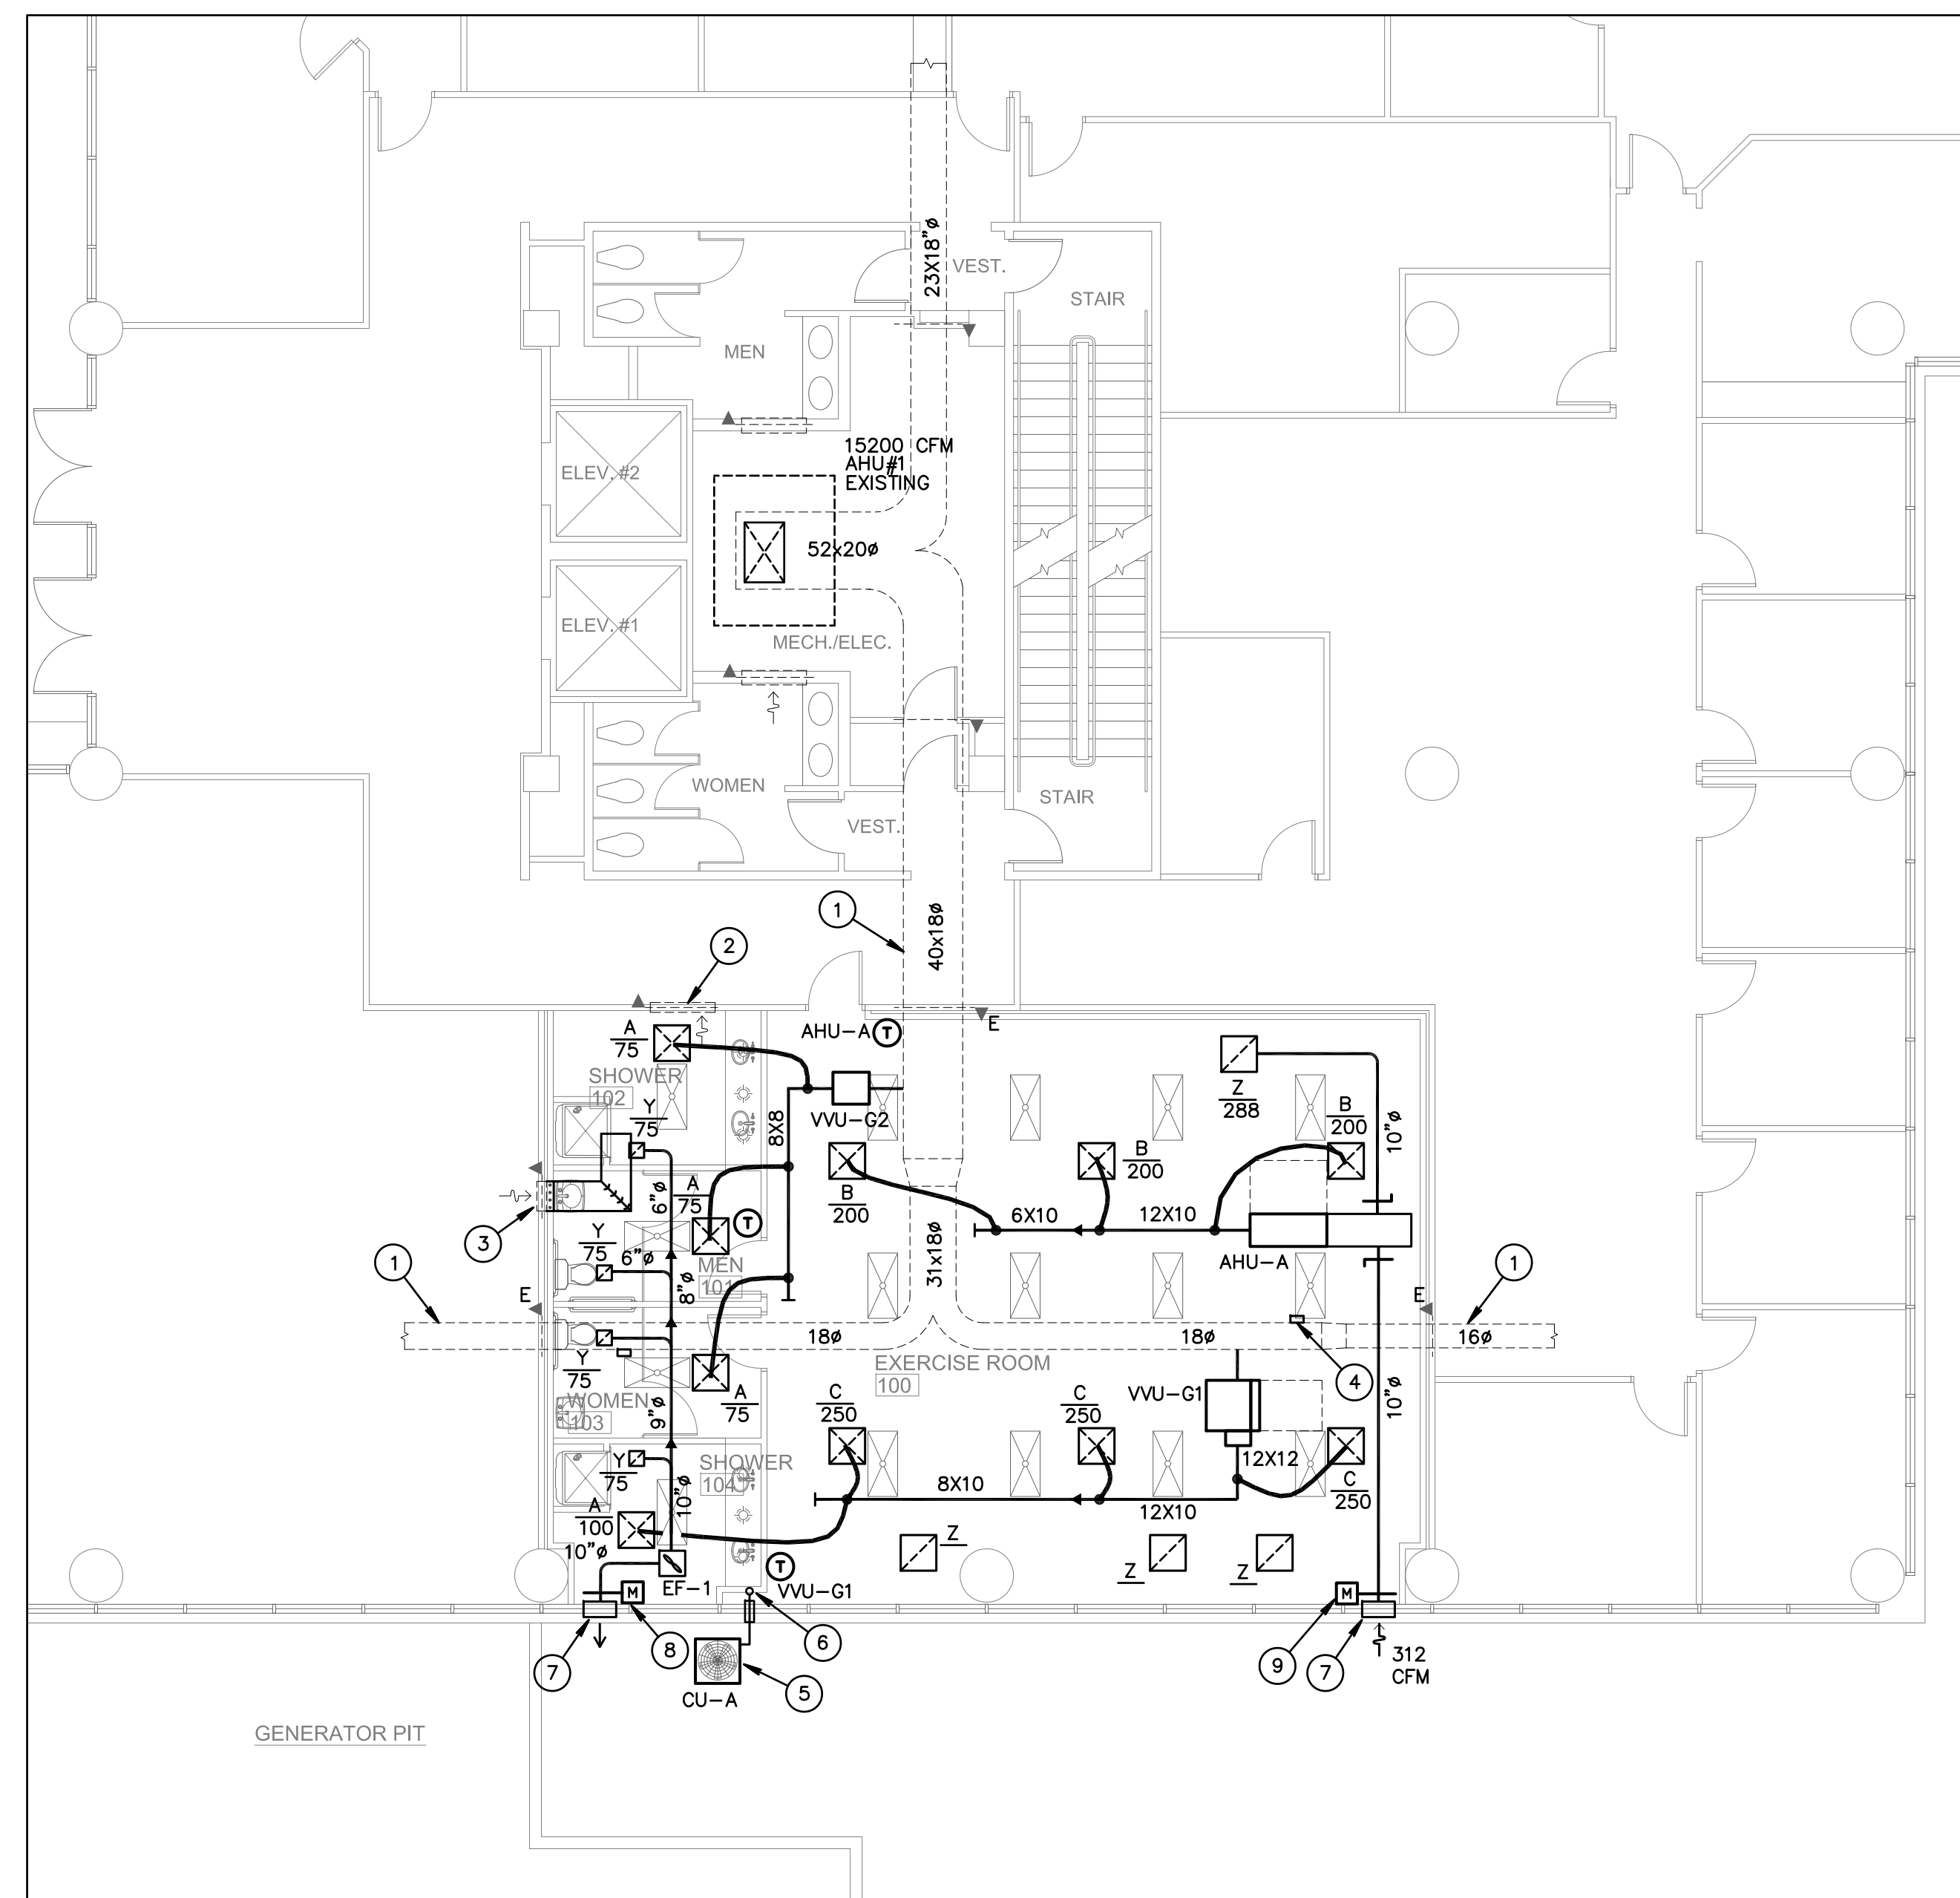 23X18"ø
VEST.
STAIR
MEN
15200 CFM
AHU#1
EXISTING
ELEV. #2
52x20ø
ELEV. #1
MECH./ELEC.
WOMEN
STAIR
VEST.
1
40x18ø
2
A
75
AHU-A
T
E
SHOWER
102
VVU-G2
8X8
Z
288
B
200
10"ø
Y
75
B
200
B
200
6"ø
A
75
T
3
6X10
12X10
AHU-A
Y
75
6"ø
MEN
101
8"ø
31x18ø
1
1
E
E
18ø
18ø
16ø
Y
75
EXERCISE ROOM
100
4
VVU-G1
WOMEN
103
9"ø
A
75
C
250
C
250
10"ø
12X12
C
250
Y
75
SHOWER
104
10"ø
8X10
12X10
A
100
10"ø
EF-1
T
VVU-G1
Z
Z
Z
M
M
7
8
6
5
CU-A
9
7
312
CFM
GENERATOR PIT